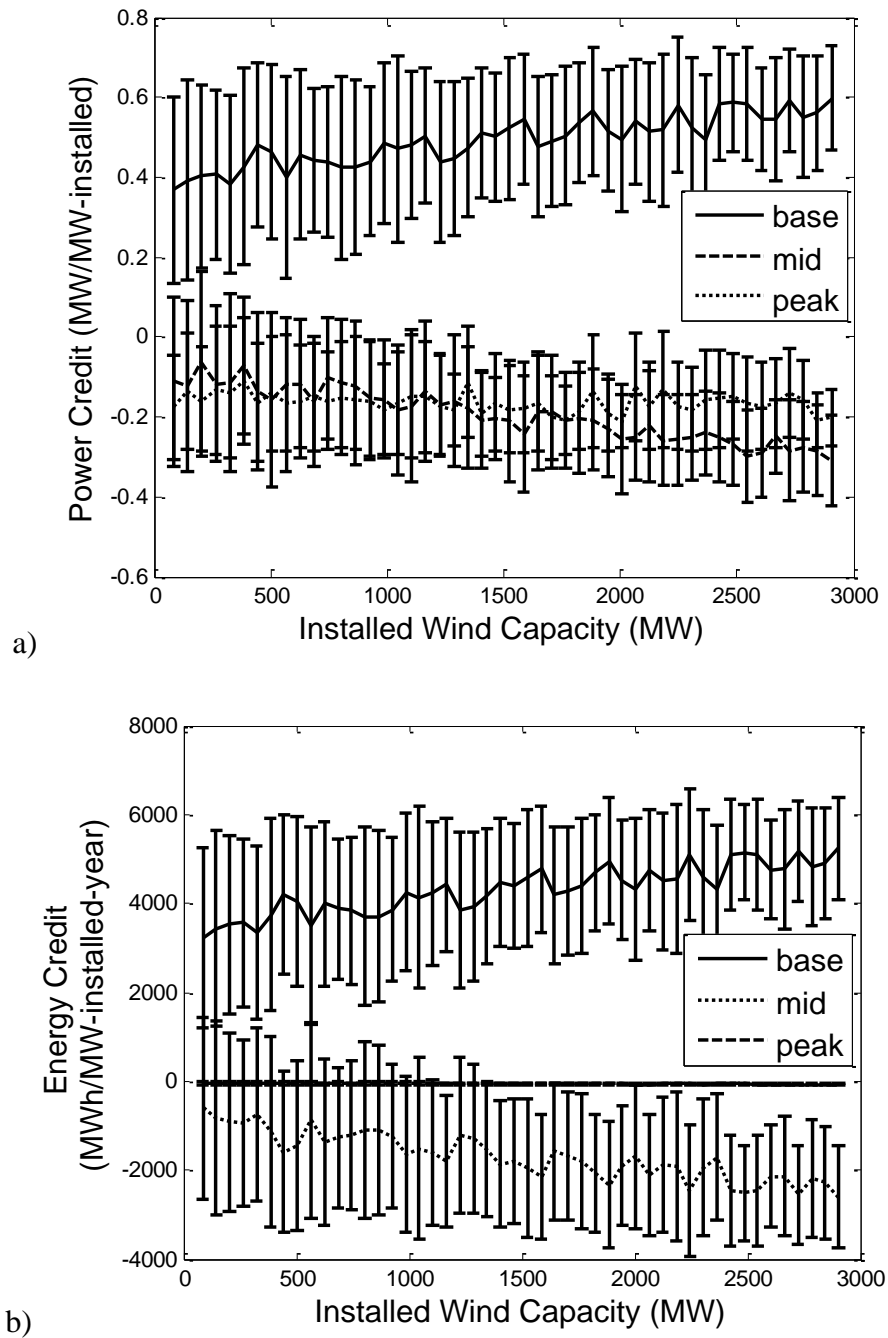 0.8
0.6
0.4
0.2
0
-0.2
-0.4
-0.6
Power Credit (MW/MW-installed)
base
mid
peak
0 500 1000 1500 2000 2500 3000
Installed Wind Capacity (MW)
a)
8000
6000
4000
2000
0
-2000
-4000
Energy Credit
(MWh/MW-installed-year)
base
mid
peak
0 500 1000 1500 2000 2500 3000
Installed Wind Capacity (MW)
b)